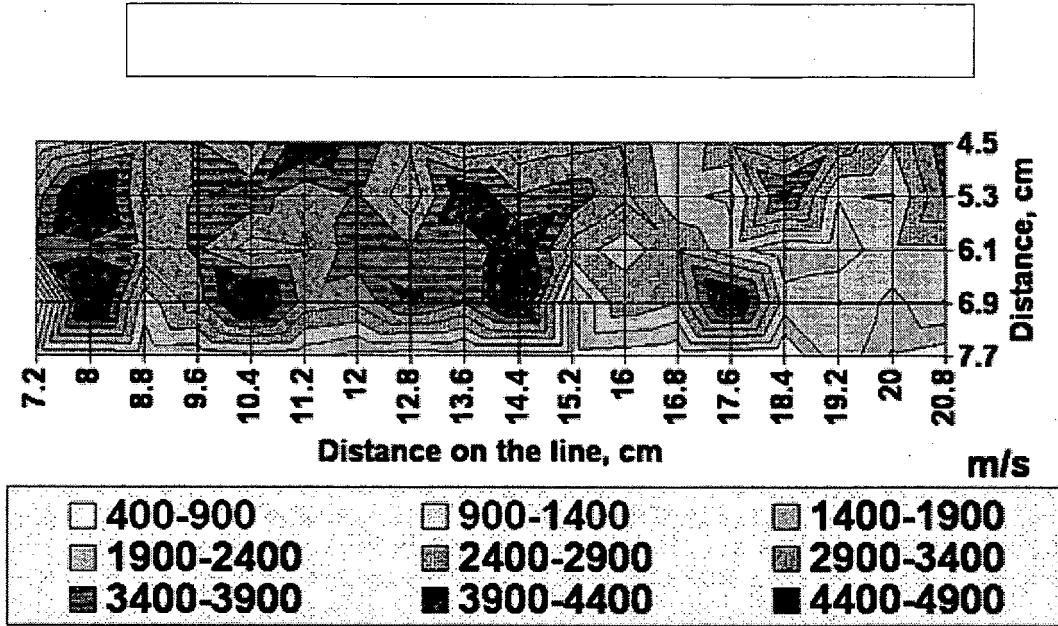 4.5
5.3
6.1
6.9
7.7
Distance, cm
7.2 8 8.8 9.6 10.4 11.2 12 12.8 13.6 14.4 15.2 16 16.8 17.6 18.4 19.2 20 20.8
Distance on the line, cm
m/s
400-900 900-1400 1400-1900
1900-2400 2400-2900 2900-3400
3400-3900 3900-4400 4400-4900